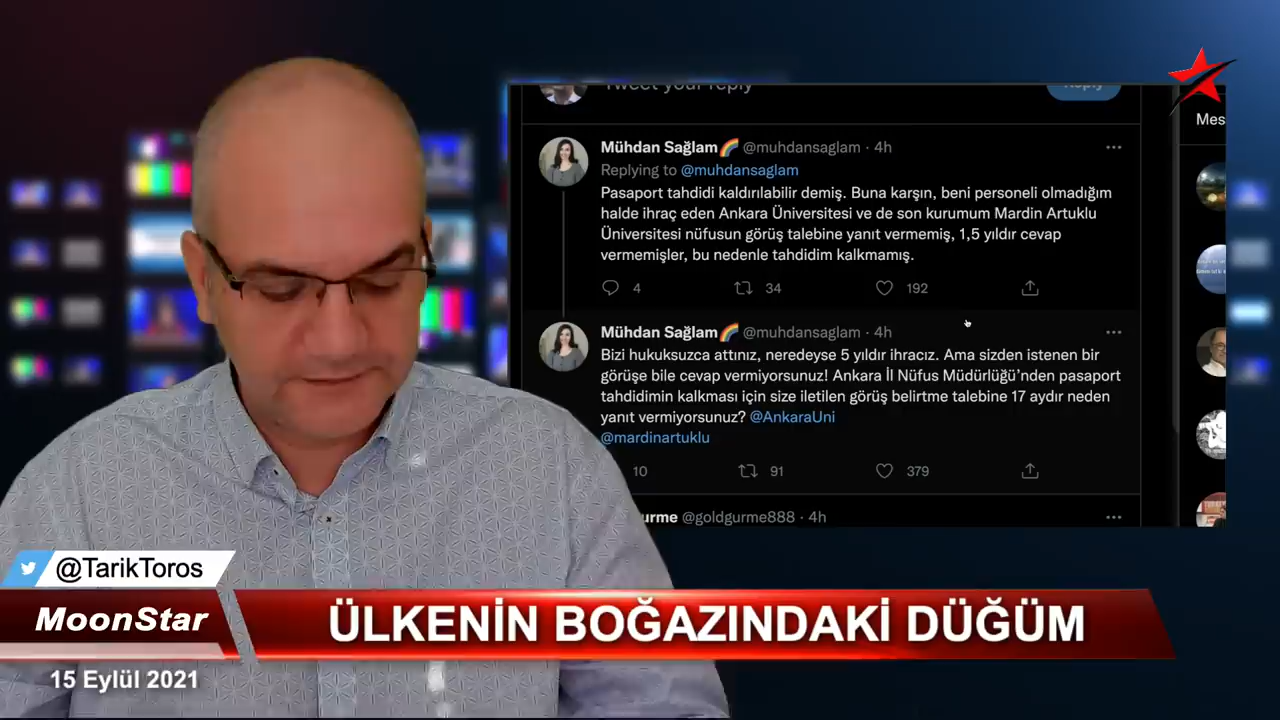 Tweet your reply
Reply
Mes
Mühdan Sağlam🌈 @muhdansaglam · 4h
Replying to @muhdansaglam
Pasaport tahdidi kaldırılabilir demiş. Buna karşın, beni personeli olmadığım
halde ihraç eden Ankara Üniversitesi ve de son kurumum Mardin Artuklu
Üniversitesi nüfusun görüş talebine yanıt vermemiş, 1,5 yıldır cevap
vermemişler, bu nedenle tahdidim kalkmamış.
4 34 192
Mühdan Sağlam🌈 @muhdansaglam · 4h
Bizi hukuksuzca attınız, neredeyse 5 yıldır ihracız. Ama sizden istenen bir
görüşe bile cevap vermiyorsunuz! Ankara İl Nüfus Müdürlüğü'nden pasaport
tahdidimin kalkması için size iletilen görüş belirtme talebine 17 aydır neden
yanıt vermiyorsunuz? @AnkaraUni
@mardinartuklu
10 91 379
urme @goldgurme888 · 4h
@TarikToros
MoonStar
ÜLKENİN BOĞAZINDAKİ DÜĞÜM
15 Eylül 2021